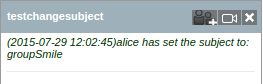 testchangesubject
(2015-07-29 12:02:45)alice has set the subject to:
groupSmile